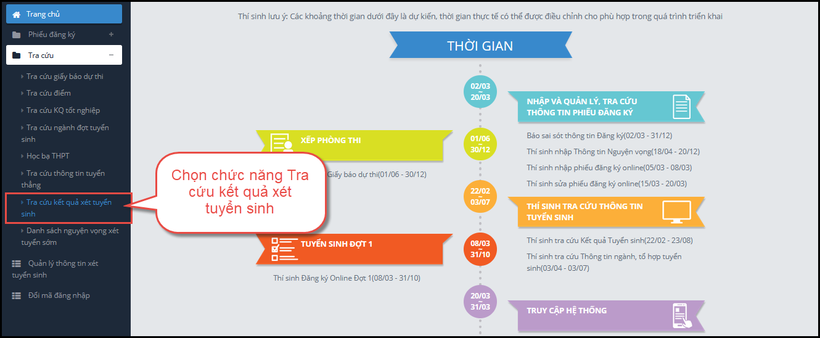 Trang chủ
Phiếu đăng ký
Tra cứu
Tra cứu giấy báo dự thi
Tra cứu điểm
Tra cứu KQ tốt nghiệp
Tra cứu ngành đợt tuyển
sinh
Học bạ THPT
Tra cứu thông tin tuyển
thẳng
Tra cứu kết quả xét tuyển
sinh
Danh sách nguyện vọng xét
tuyển sớm
Quản lý thông tin xét
tuyển sinh
Đổi mã đăng nhập
Chọn chức năng Tra
cứu kết quả xét
tuyển sinh
Thí sinh lưu ý: Các khoảng thời gian dưới đây là dự kiến, thời gian thực tế có thể được điều chỉnh cho phù hợp trong quá trình triển khai
THỜI GIAN
02/03
–
20/03
NHẬP VÀ QUẢN LÝ, TRA CỨU
THÔNG TIN PHIẾU ĐĂNG KÝ
Báo sai sót thông tin Đăng ký(02/03 - 31/12)
Thí sinh nhập Thông tin Nguyện vọng(18/04 - 20/12)
Thí sinh nhập phiếu đăng ký online(05/03 - 08/03)
Thí sinh sửa phiếu đăng ký online(15/03 - 20/03)
01/06
–
30/12
XẾP PHÒNG THI
Giấy báo dự thi(01/06 - 30/12)
22/02
–
03/07
THÍ SINH TRA CỨU THÔNG TIN
TUYỂN SINH
Thí sinh tra cứu Kết quả Tuyển sinh(22/02 - 23/08)
Thí sinh tra cứu Thông tin ngành, tổ hợp tuyển
sinh(03/04 - 03/07)
08/03
–
31/10
TUYỂN SINH ĐỢT 1
Thí sinh Đăng ký Online Đợt 1(08/03 - 31/10)
20/03
–
31/03
TRUY CẬP HỆ THỐNG